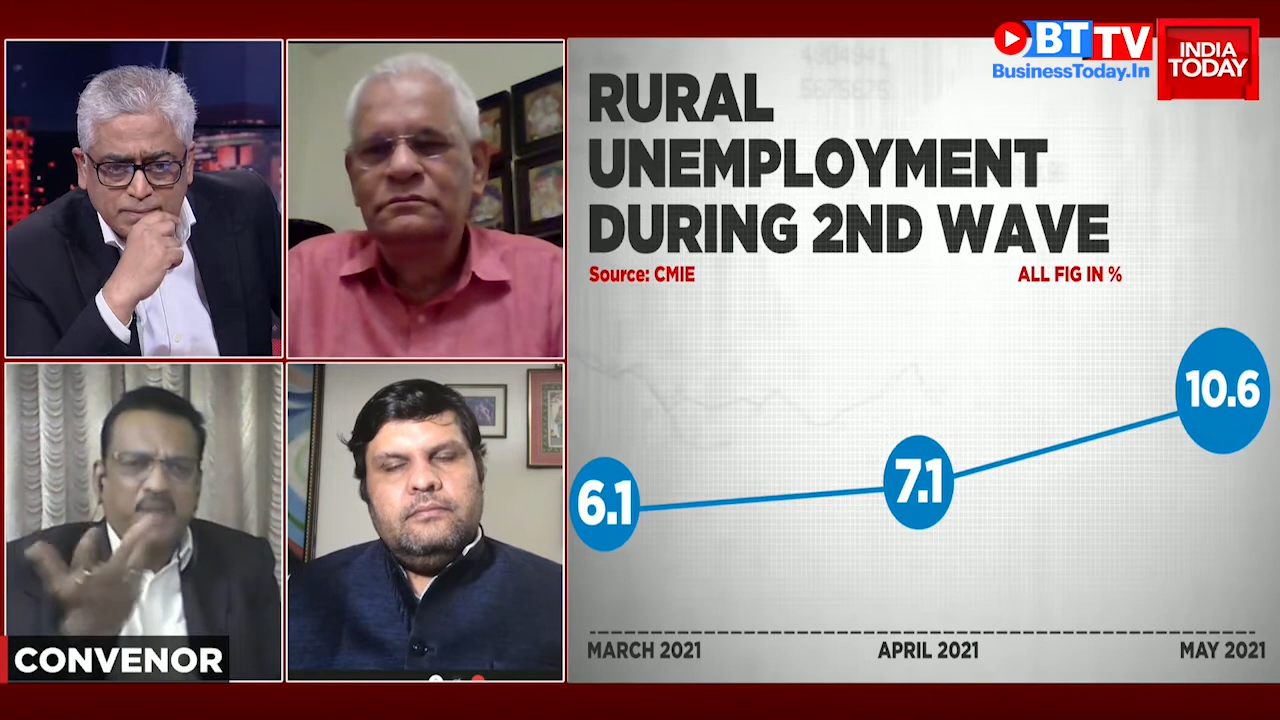 BTTV
BusinessToday.In
INDIA
TODAY
RURAL
UNEMPLOYMENT
DURING 2ND WAVE
Source: CMIE
ALL FIG IN %
6.1
7.1
10.6
MARCH 2021
APRIL 2021
MAY 2021
CONVENOR